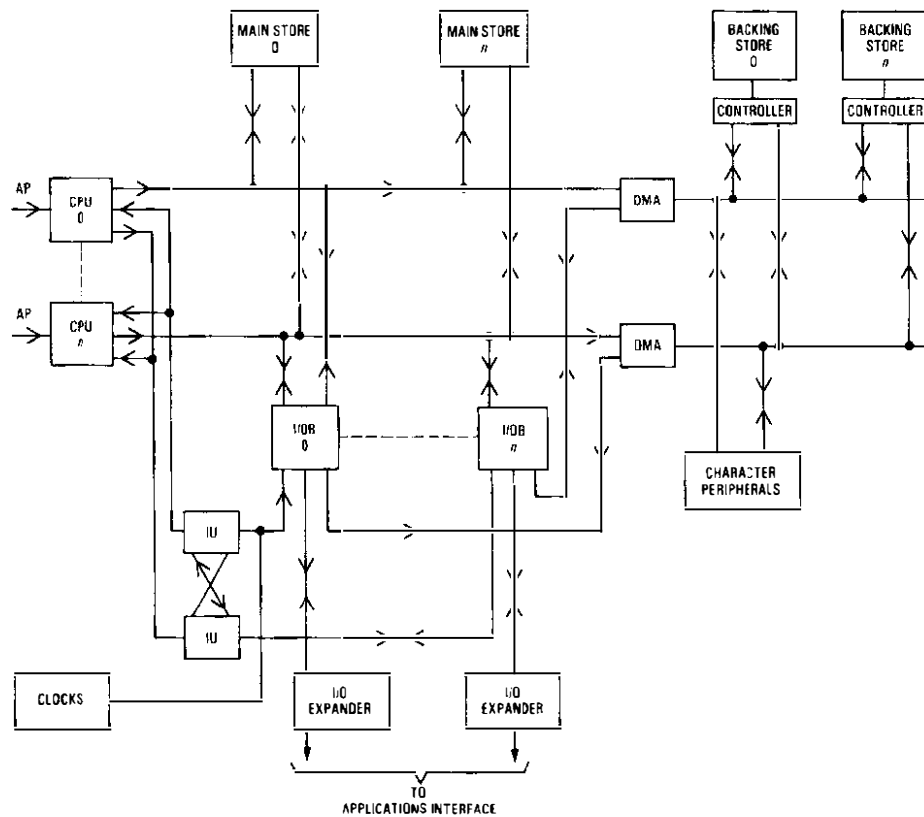 MAIN STORE
0
MAIN STORE
n
BACKING
STORE
0
BACKING
STORE
n
CONTROLLER
CONTROLLER
AP
CPU
0
DMA
AP
CPU
n
DMA
I/OB
0
I/OB
n
CHARACTER
PERIPHERALS
IU
IU
CLOCKS
I/O
EXPANDER
I/O
EXPANDER
TO
APPLICATIONS INTERFACE